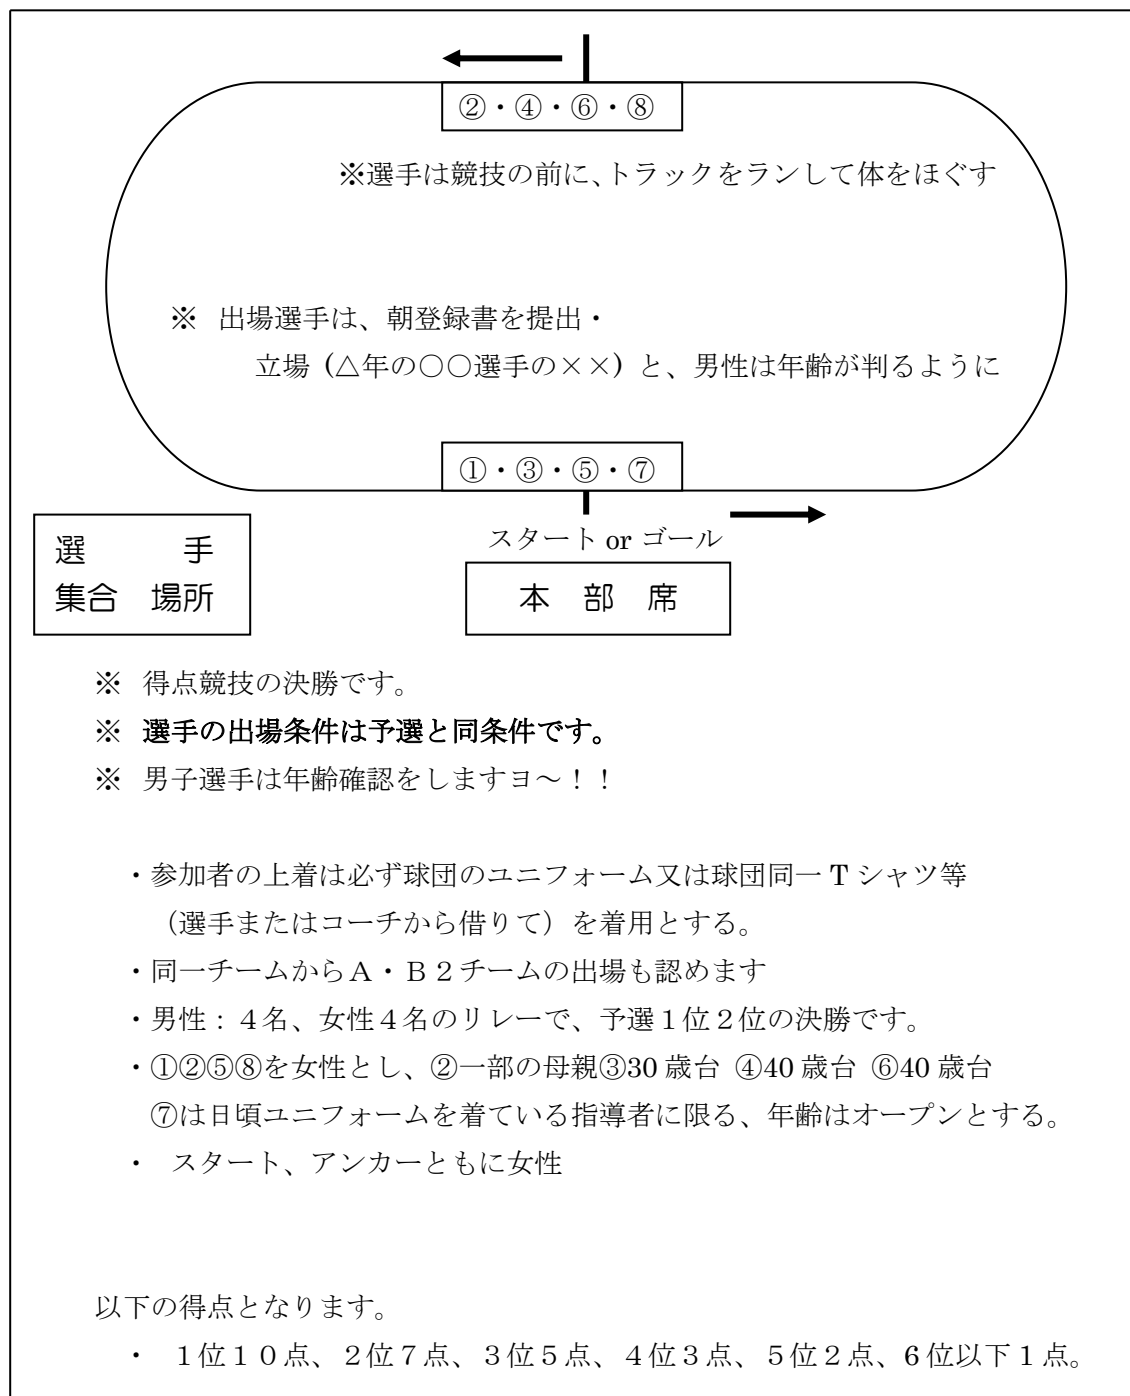 ②・④・⑥・⑧
※選手は競技の前に、トラックをランして体をほぐす
※ 出場選手は、朝登録書を提出・
立場 (△年の〇〇選手の××) と、男性は年齢が判るように
①・③・⑤・⑦
スタート or ゴール
選 手
集合 場所
本 部 席
※ 得点競技の決勝です。
※ 選手の出場条件は予選と同条件です。
※ 男子選手は年齢確認をしますヨ～！！
・参加者の上着は必ず球団のユニフォーム又は球団同一 T シャツ等
（選手またはコーチから借りて）を着用とする。
・同一チームからＡ・Ｂ２チームの出場も認めます
・男性：４名、女性４名のリレーで、予選１位２位の決勝です。
・①②⑤⑧を女性とし、②一部の母親③30 歳台 ④40 歳台 ⑥40 歳台
⑦は日頃ユニフォームを着ている指導者に限る、年齢はオープンとする。
・ スタート、アンカーともに女性
以下の得点となります。
・ １位１０点、２位７点、３位５点、４位３点、５位２点、6 位以下 1 点。